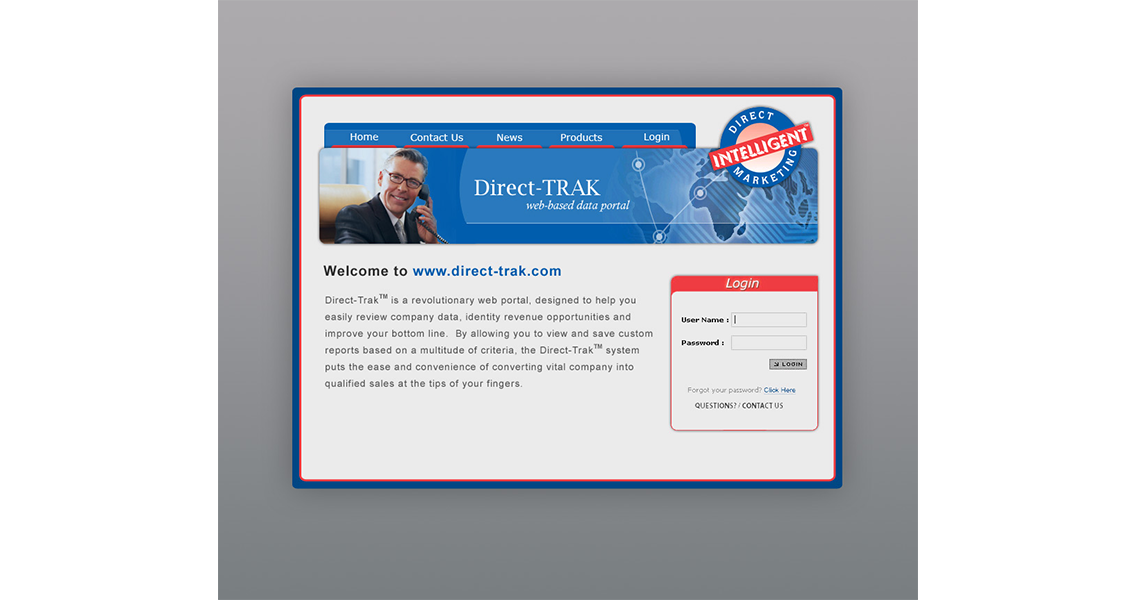 DIRECT
INTELLIGENT
MARKETING
Home Contact Us News Products Login
Direct-TRAK
web-based data portal
Welcome to www.direct-trak.com
Direct-Trak™ is a revolutionary web portal, designed to help you
easily review company data, identity revenue opportunities and
improve your bottom line. By allowing you to view and save custom
reports based on a multitude of criteria, the Direct-Trak™ system
puts the ease and convenience of converting vital company into
qualified sales at the tips of your fingers.
Login
User Name :
Password :
LOGIN
Forgot your password? Click Here
QUESTIONS? / CONTACT US